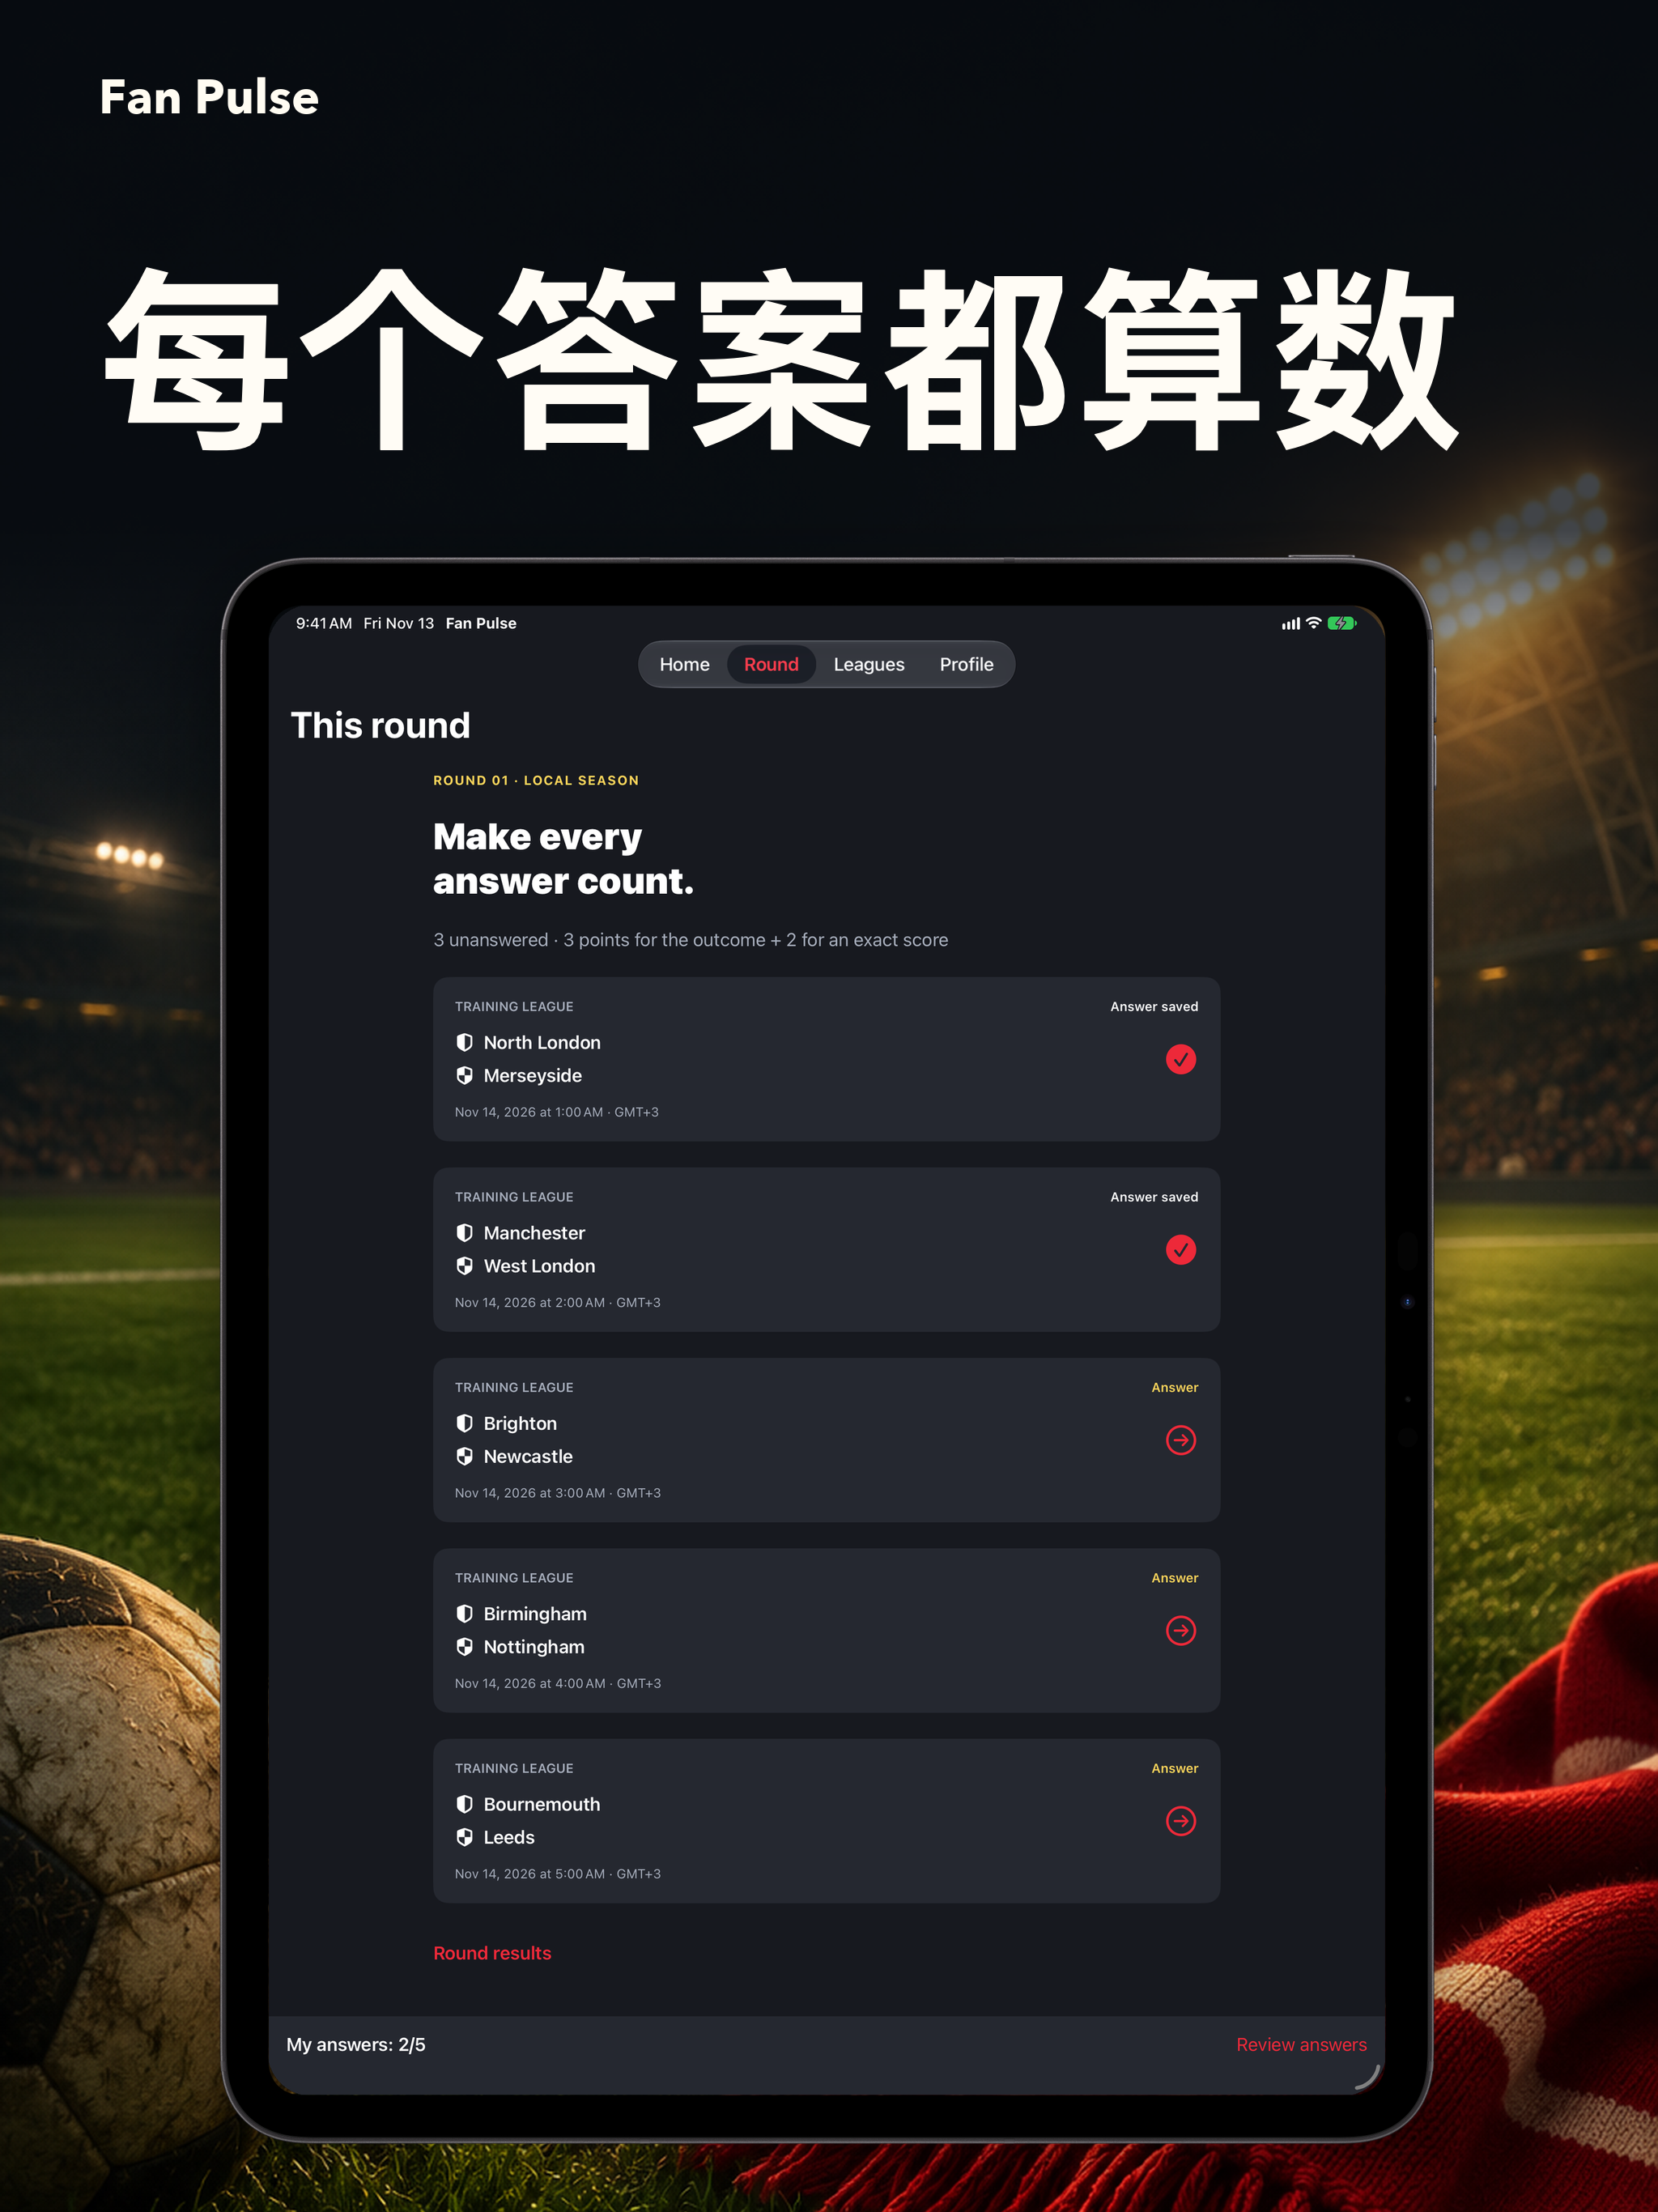 Fan Pulse
每个答案都算数
9:41 AM Fri Nov 13 Fan Pulse
Home Round Leagues Profile
This round
ROUND 01 · LOCAL SEASON
Make every
answer count.
3 unanswered · 3 points for the outcome + 2 for an exact score
TRAINING LEAGUE Answer saved
North London
Merseyside
Nov 14, 2026 at 1:00 AM · GMT+3
TRAINING LEAGUE Answer saved
Manchester
West London
Nov 14, 2026 at 2:00 AM · GMT+3
TRAINING LEAGUE Answer
Brighton
Newcastle
Nov 14, 2026 at 3:00 AM · GMT+3
TRAINING LEAGUE Answer
Birmingham
Nottingham
Nov 14, 2026 at 4:00 AM · GMT+3
TRAINING LEAGUE Answer
Bournemouth
Leeds
Nov 14, 2026 at 5:00 AM · GMT+3
Round results
My answers: 2/5 Review answers